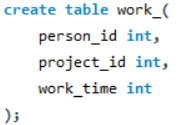 create table work_(
    person_id int,
    project_id int,
    work_time int
);